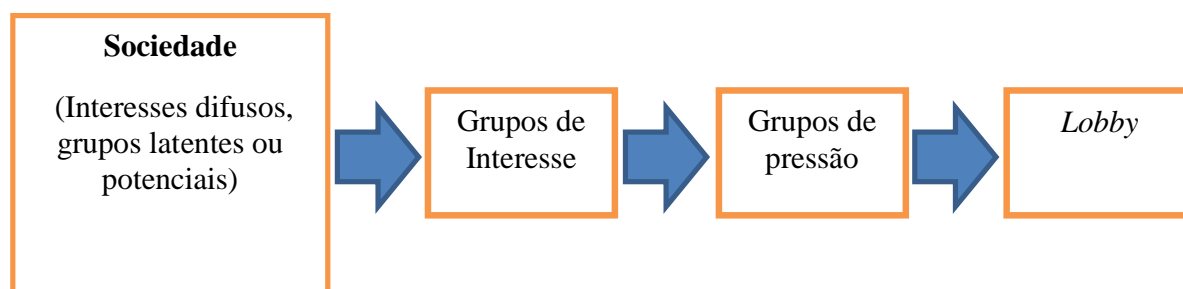 Sociedade
(Interesses difusos,
grupos latentes ou
potenciais)
Grupos de
Interesse
Grupos de
pressão
Lobby